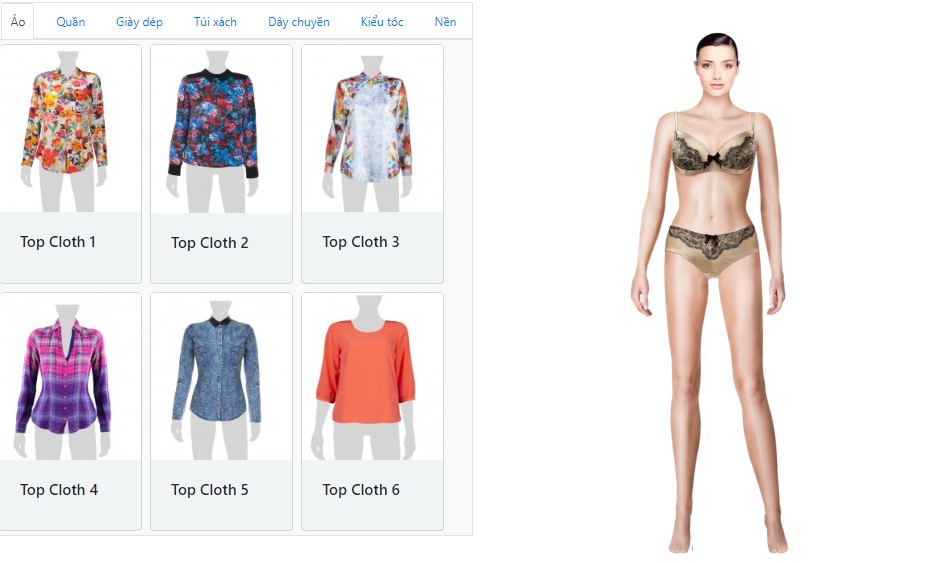 Áo Quần Giày dép Túi xách Dây chuyền Kiểu tóc Nền
Top Cloth 1 Top Cloth 2 Top Cloth 3
Top Cloth 4 Top Cloth 5 Top Cloth 6